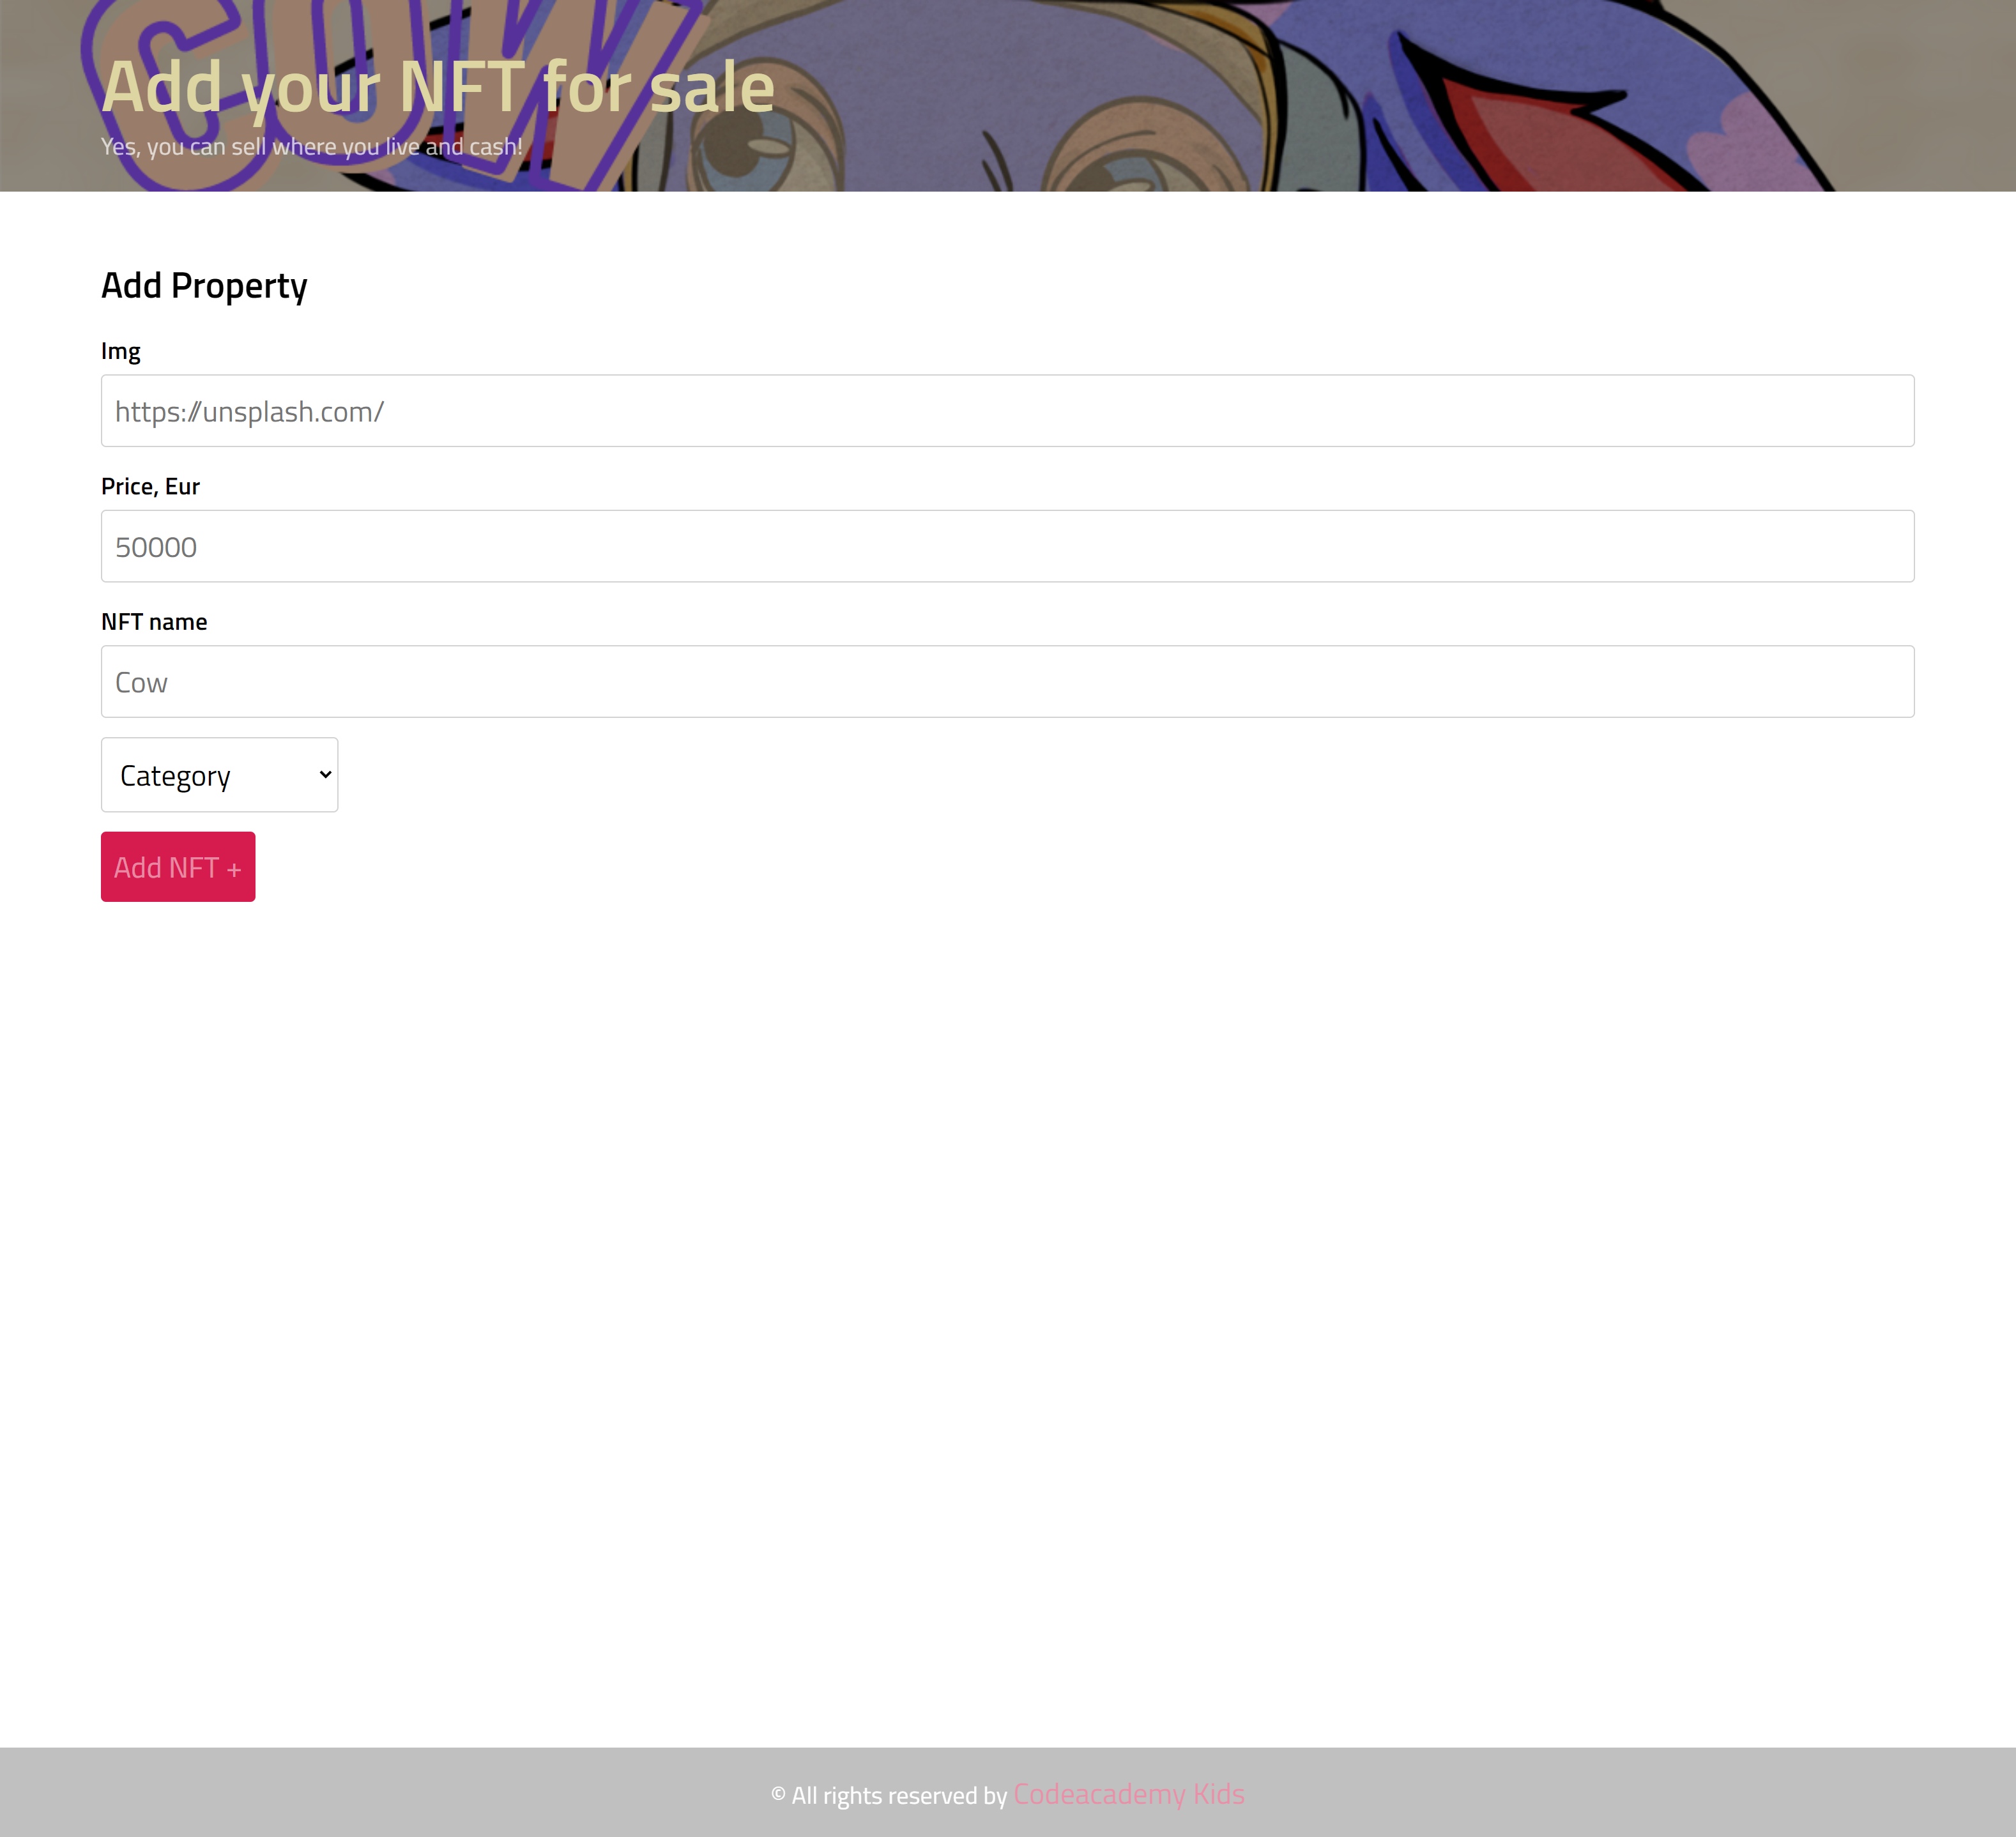 COW
Add your NFT for sale
Yes, you can sell where you live and cash!
Add Property
Img
https://unsplash.com/
Price, Eur
50000
NFT name
Cow
Category
Add NFT +
© All rights reserved by Codeacademy Kids